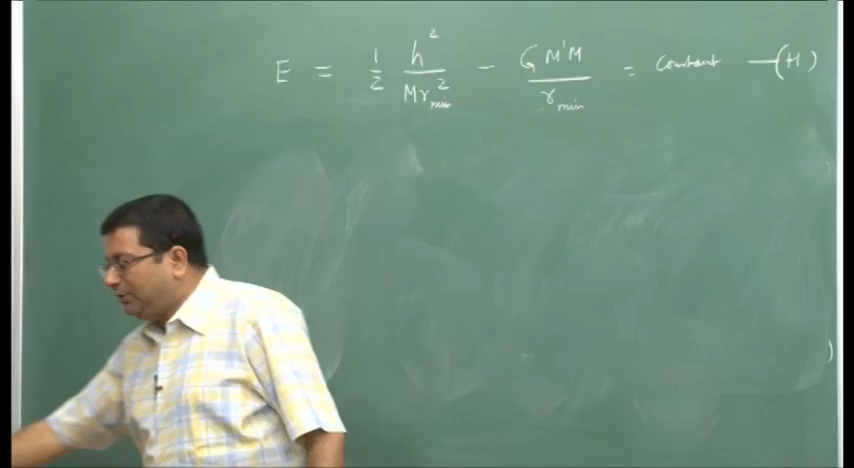 E = 1/2 h²/Mr²min - GM'M/rmin = Constant —(H)